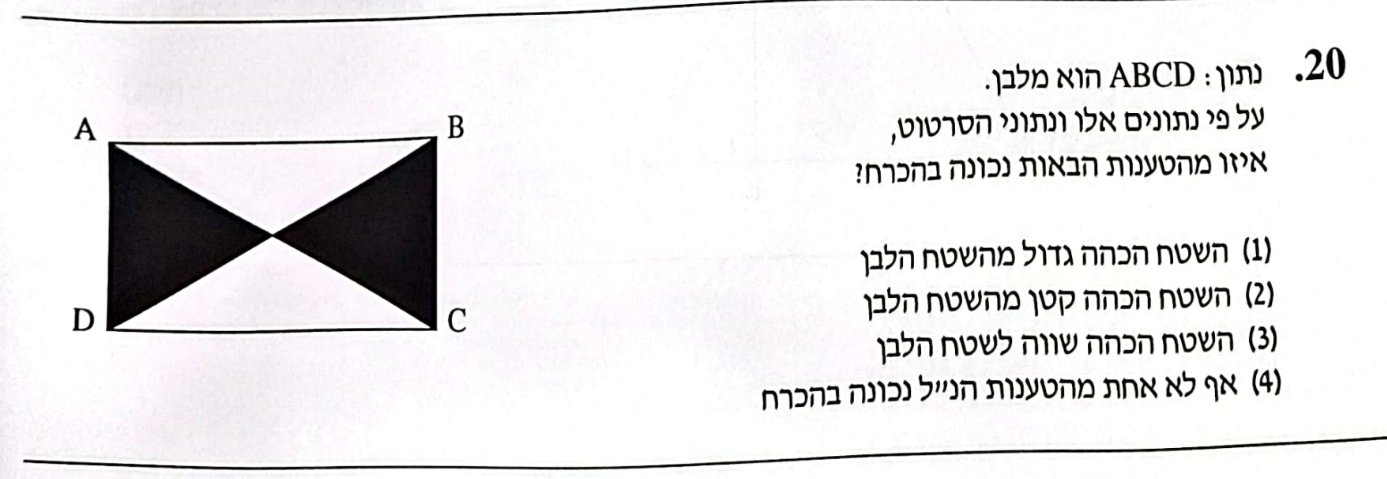 .20 נתון : ABCD הוא מלבן.
על פי נתונים אלו ונתוני הסרטוט,
איזו מהטענות הבאות נכונה בהכרח?
(1) השטח הכהה גדול מהשטח הלבן
(2) השטח הכהה קטן מהשטח הלבן
(3) השטח הכהה שווה לשטח הלבן
(4) אף לא אחת מהטענות הנ״ל נכונה בהכרח
A
B
D
C